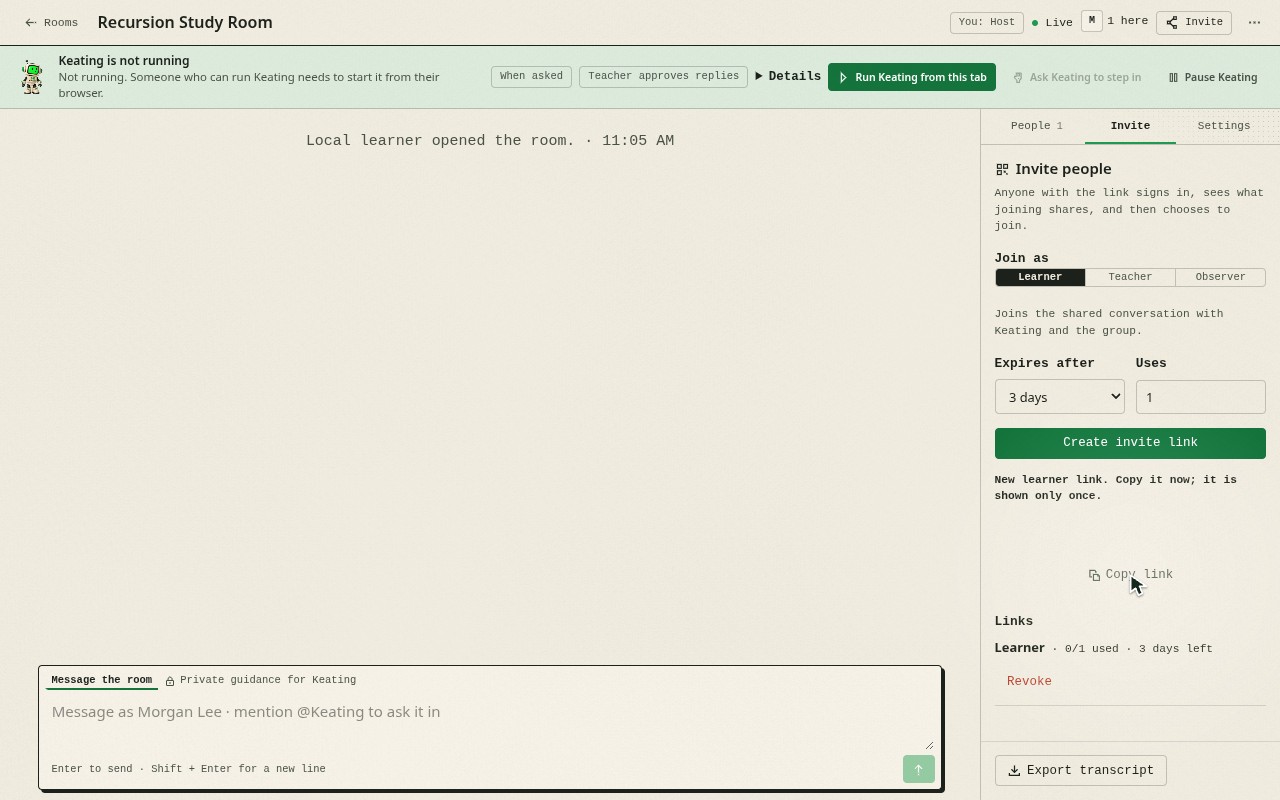 Rooms
Recursion Study Room
You: Host
Live
M
1 here
Invite
Keating is not running
Not running. Someone who can run Keating needs to start it from their
browser.
When asked
Teacher approves replies
Details
Run Keating from this tab
Ask Keating to step in
Pause Keating
Local learner opened the room. · 11:05 AM
People 1
Invite
Settings
Invite people
Anyone with the link signs in, sees what
joining shares, and then chooses to
join.
Join as
Learner
Teacher
Observer
Joins the shared conversation with
Keating and the group.
Expires after
Uses
3 days
1
Create invite link
New learner link. Copy it now; it is
shown only once.
Copy link
Links
Learner · 0/1 used · 3 days left
Revoke
Export transcript
Message the room
Private guidance for Keating
Message as Morgan Lee · mention @Keating to ask it in
Enter to send · Shift + Enter for a new line